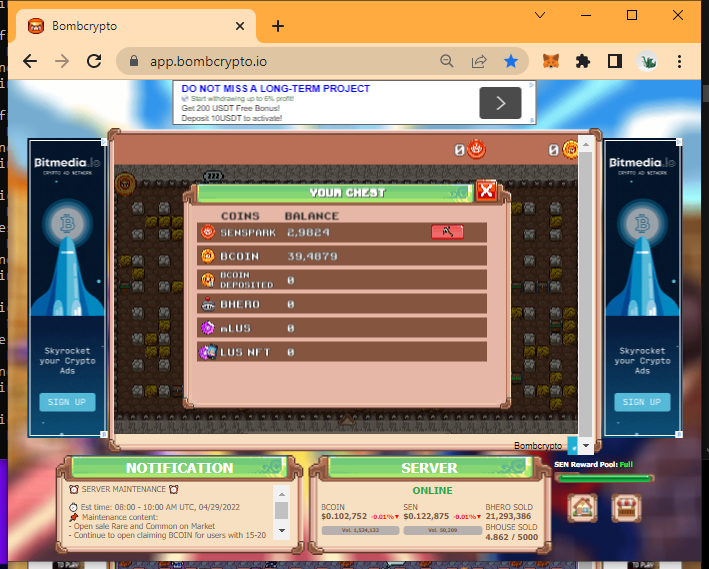 Bombcrypto
app.bombcrypto.io
DO NOT MISS A LONG-TERM PROJECT
Start withdrawing up to 6% profit!
Get 200 USDT Free Bonus!
Deposit 10USDT to activate!
Bitmedia.io
CRYPTO AD NETWORK
Skyrocket
your Crypto
Ads
SIGN UP
0
0
YOUR CHEST
COINS BALANCE
SENSPARK 2,9824
BCOIN 39,4879
BCOIN
DEPOSITED 0
BHERO 0
mLUS 0
LUS NFT 0
Bitmedia.io
CRYPTO AD NETWORK
Skyrocket
your Crypto
Ads
SIGN UP
Bombcrypto
NOTIFICATION
SERVER MAINTENANCE
Est time: 08:00 - 10:00 AM UTC, 04/29/2022
Maintenance content:
- Open sale Rare and Common on Market
- Continue to open claiming BCOIN for users with 15-20
SERVER
ONLINE
BCOIN
$0.102,752 -0.01%▼
Vol. 1,534,132
SEN
$0.122,875 -0.01%▼
Vol. 30,209
BHERO SOLD
21,293,386
BHOUSE SOLD
4.862 / 5000
SEN Reward Pool: Full